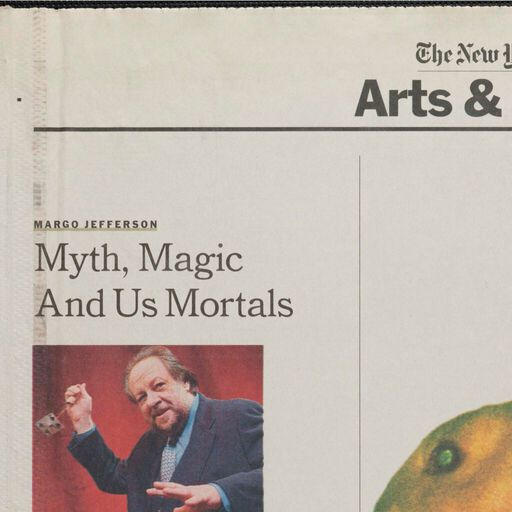 The New
Arts &
MARGO JEFFERSON
Myth, Magic
And Us Mortals